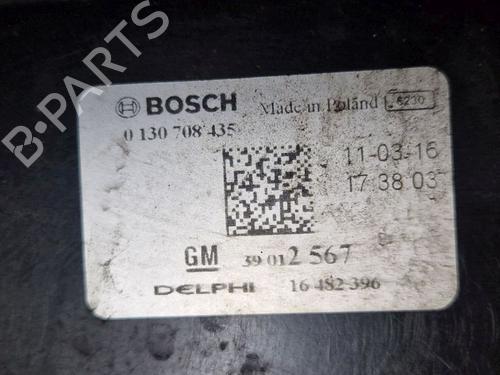 B-PARTS
BOSCH Made in Poland 6230
0 130 708 435
11-03-16
17 38 03
GM 39 012 567
DELPHI 16 482 396